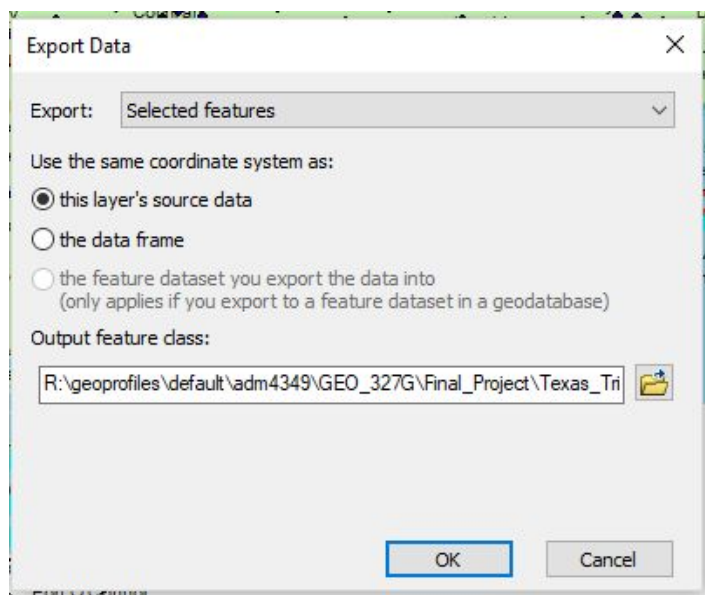 Export Data
Export: Selected features
Use the same coordinate system as:
this layer's source data
the data frame
the feature dataset you export the data into
(only applies if you export to a feature dataset in a geodatabase)
Output feature class:
R:\geoprofiles\default\adm4349\GEO_327G\Final_Project\Texas_Tri
OK Cancel